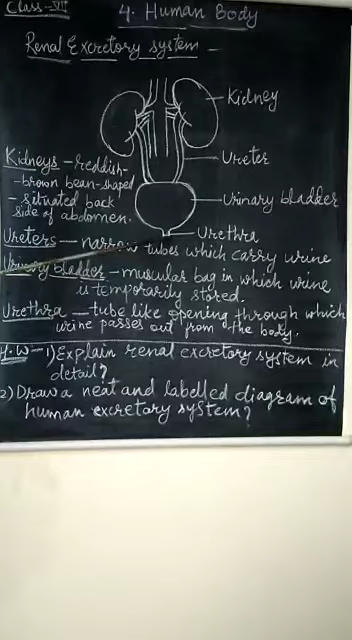 Class-VII
4. Human Body
Renal Excretory system -
Kidney
Ureter
Urinary bladder
Urethra
Kidneys - reddish-
- brown bean-shaped
- situated back
side of abdomen.
Ureters - narrow tubes which carry urine
Urinary bladder - muscular bag in which urine
is temporarily stored.
Urethra - tube like opening through which
urine passes out from the body.
H.W - 1) Explain renal excretory system in
detail?
2) Draw a neat and labelled diagram of
human excretory system?